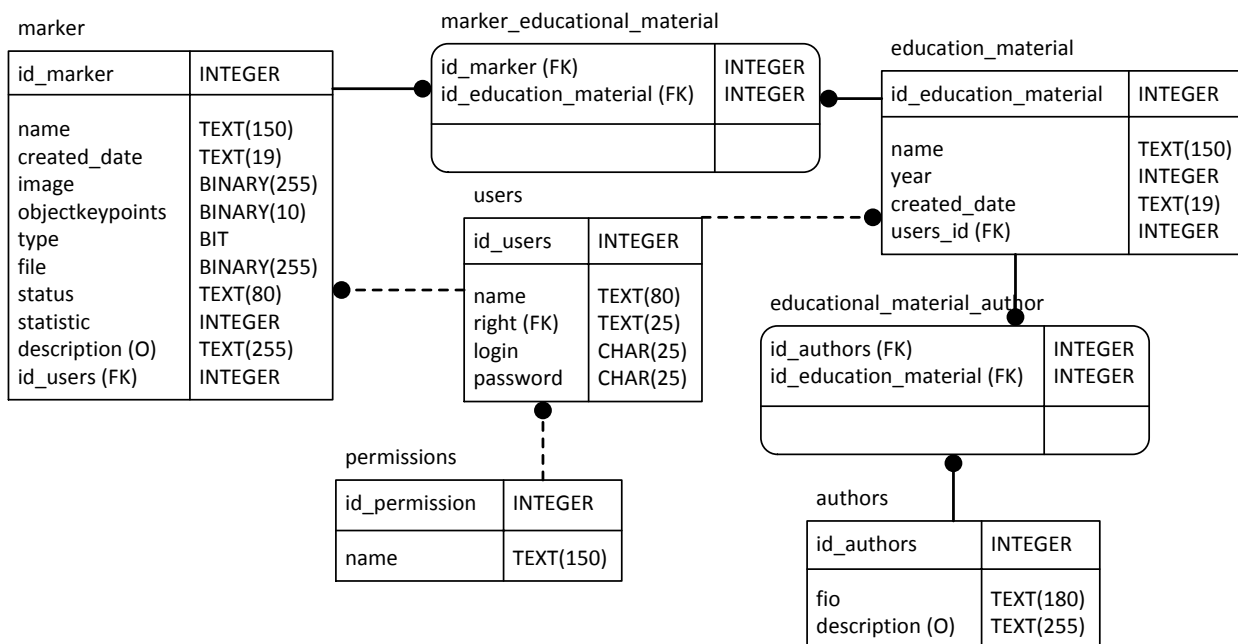 marker
id_marker INTEGER
name TEXT(150)
created_date TEXT(19)
image BINARY(255)
objectkeypoints BINARY(10)
type BIT
file BINARY(255)
status TEXT(80)
statistic INTEGER
description (O) TEXT(255)
id_users (FK) INTEGER
marker_educational_material
id_marker (FK) INTEGER
id_education_material (FK) INTEGER
education_material
id_education_material INTEGER
name TEXT(150)
year INTEGER
created_date TEXT(19)
users_id (FK) INTEGER
users
id_users INTEGER
name TEXT(80)
right (FK) TEXT(25)
login CHAR(25)
password CHAR(25)
educational_material_author
id_authors (FK) INTEGER
id_education_material (FK) INTEGER
permissions
id_permission INTEGER
name TEXT(150)
authors
id_authors INTEGER
fio TEXT(180)
description (O) TEXT(255)